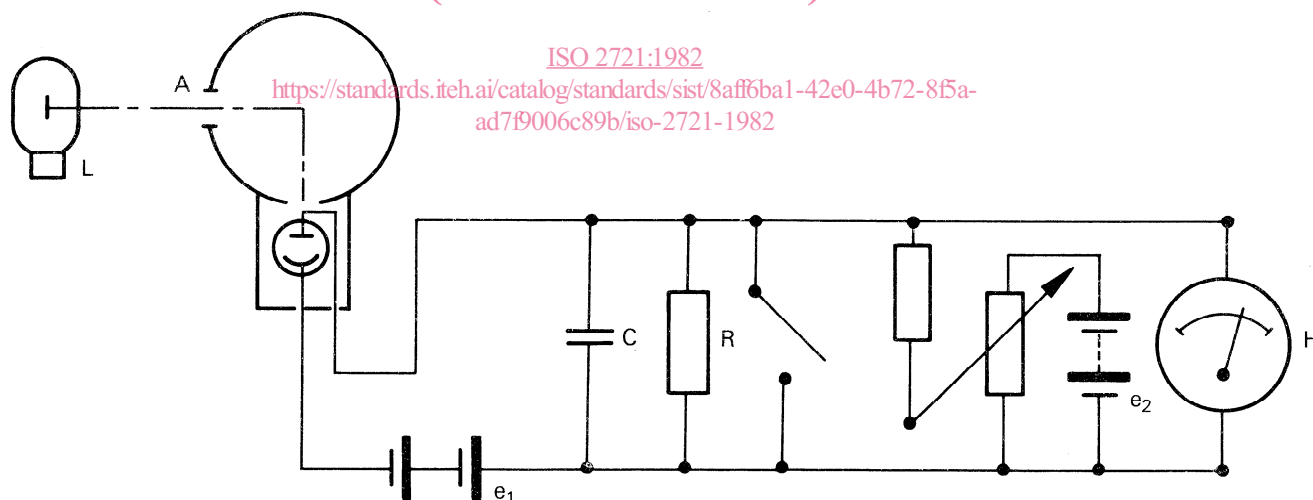 ISO 2721:1982
https://standards.iteh.ai/catalog/standards/sist/8aff6ba1-42e0-4b72-8f5a-
ad7f9006c89b/iso-2721-1982
A
L
C
R
H
e2
e1